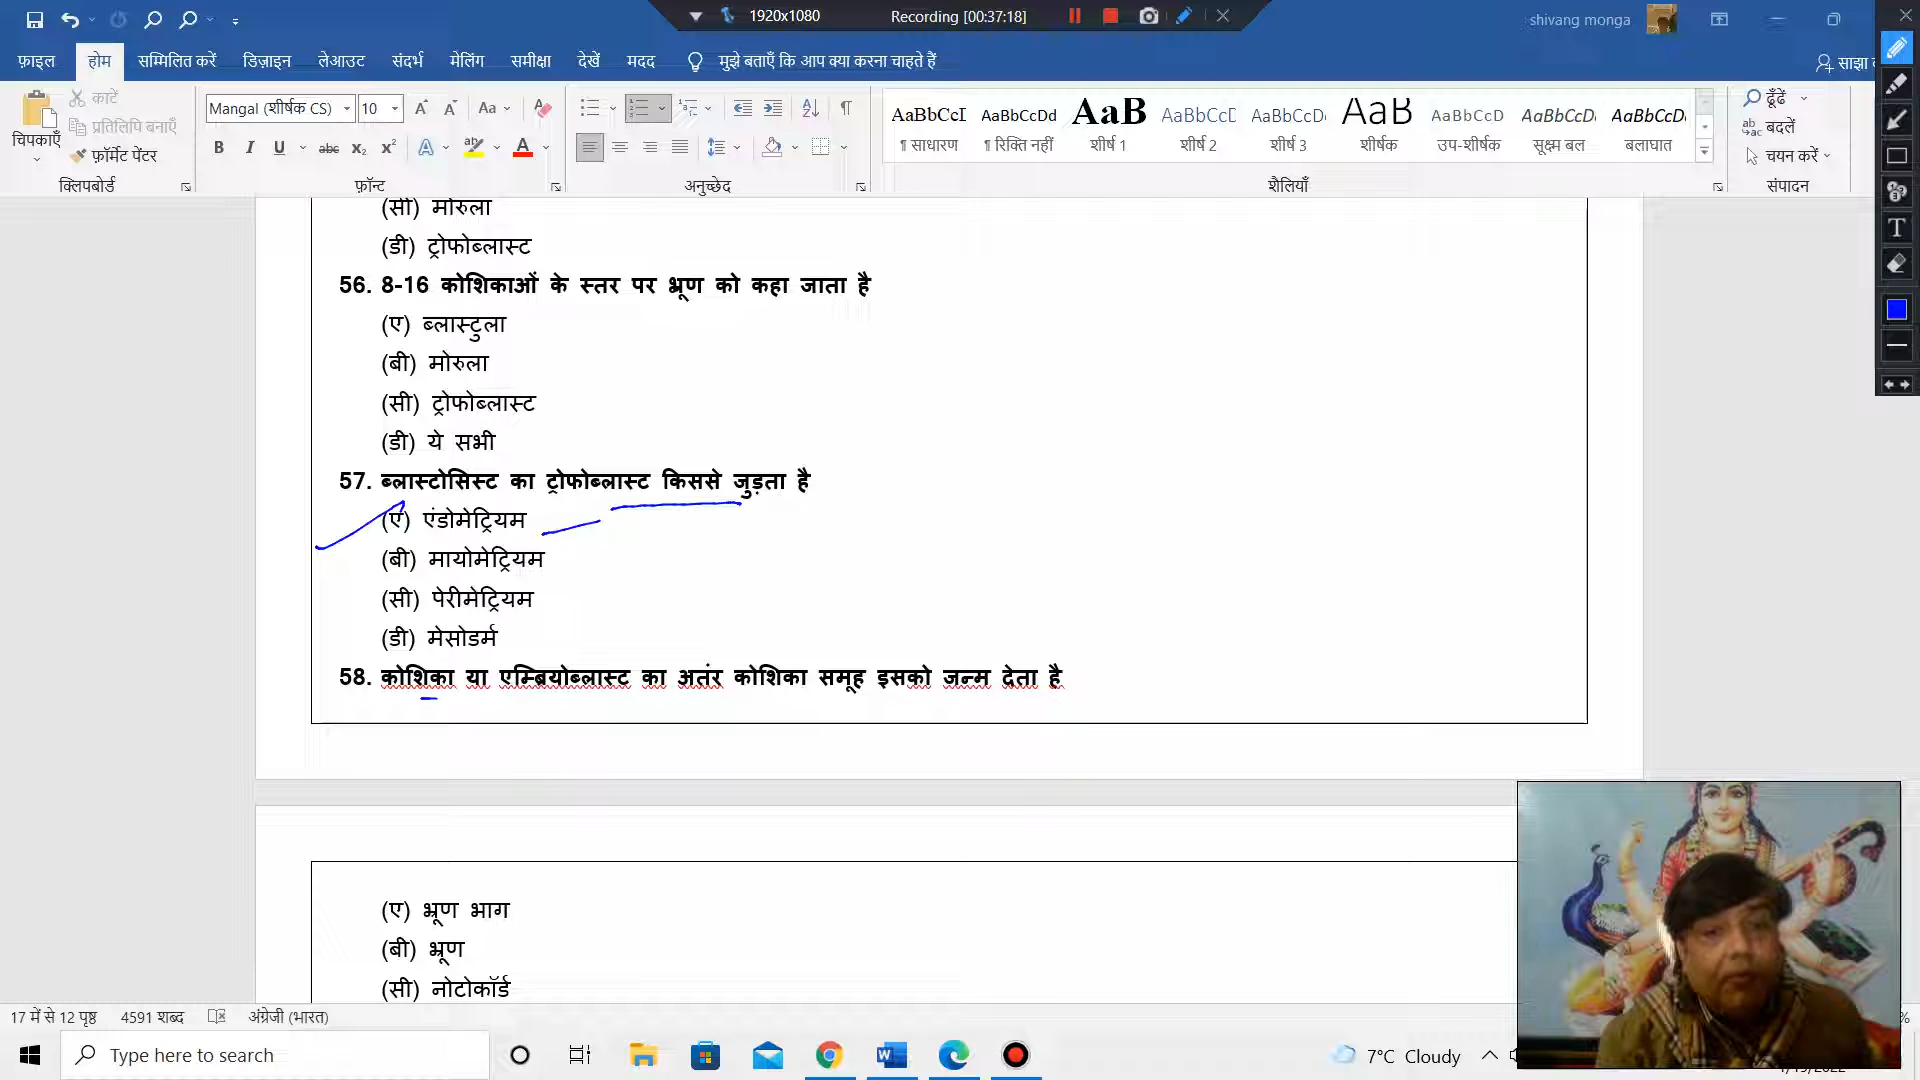 1920x1080
Recording [00:37:18]
shivang monga
फ़ाइल होम सम्मिलित करें डिज़ाइन लेआउट संदर्भ मेलिंग समीक्षा देखें मदद मुझे बताएँ कि आप क्या करना चाहते हैं
साझा
चिपकाएँ
काटें
प्रतिलिपि बनाएँ
फ़ॉर्मेट पेंटर
क्लिपबोर्ड
Mangal (शीर्षक CS) 10
फ़ॉन्ट
अनुच्छेद
AaBbCcI AaBbCcDd AaB AaBbCcD AaBbCcD AaB AaBbCcD AaBbCcD AaBbCcD
¶ साधारण ¶ रिक्ति नहीं शीर्ष 1 शीर्ष 2 शीर्ष 3 शीर्षक उप-शीर्षक सूक्ष्म बल बलाघात
शैलियाँ
ढूँढें
बदलें
चयन करें
संपादन
(सी) मोरुला
(डी) ट्रोफोब्लास्ट
56. 8-16 कोशिकाओं के स्तर पर भ्रूण को कहा जाता है
(ए) ब्लास्टुला
(बी) मोरुला
(सी) ट्रोफोब्लास्ट
(डी) ये सभी
57. ब्लास्टोसिस्ट का ट्रोफोब्लास्ट किससे जुड़ता है
(ए) एंडोमेट्रियम
(बी) मायोमेट्रियम
(सी) पेरीमेट्रियम
(डी) मेसोडर्म
58. कोशिका या एम्ब्रियोब्लास्ट का अतंर कोशिका समूह इसको जन्म देता है
(ए) भ्रूण भाग
(बी) भ्रूण
(सी) नोटोकॉर्ड
17 में से 12 पृष्ठ 4591 शब्द अंग्रेज़ी (भारत)
Type here to search
7°C Cloudy